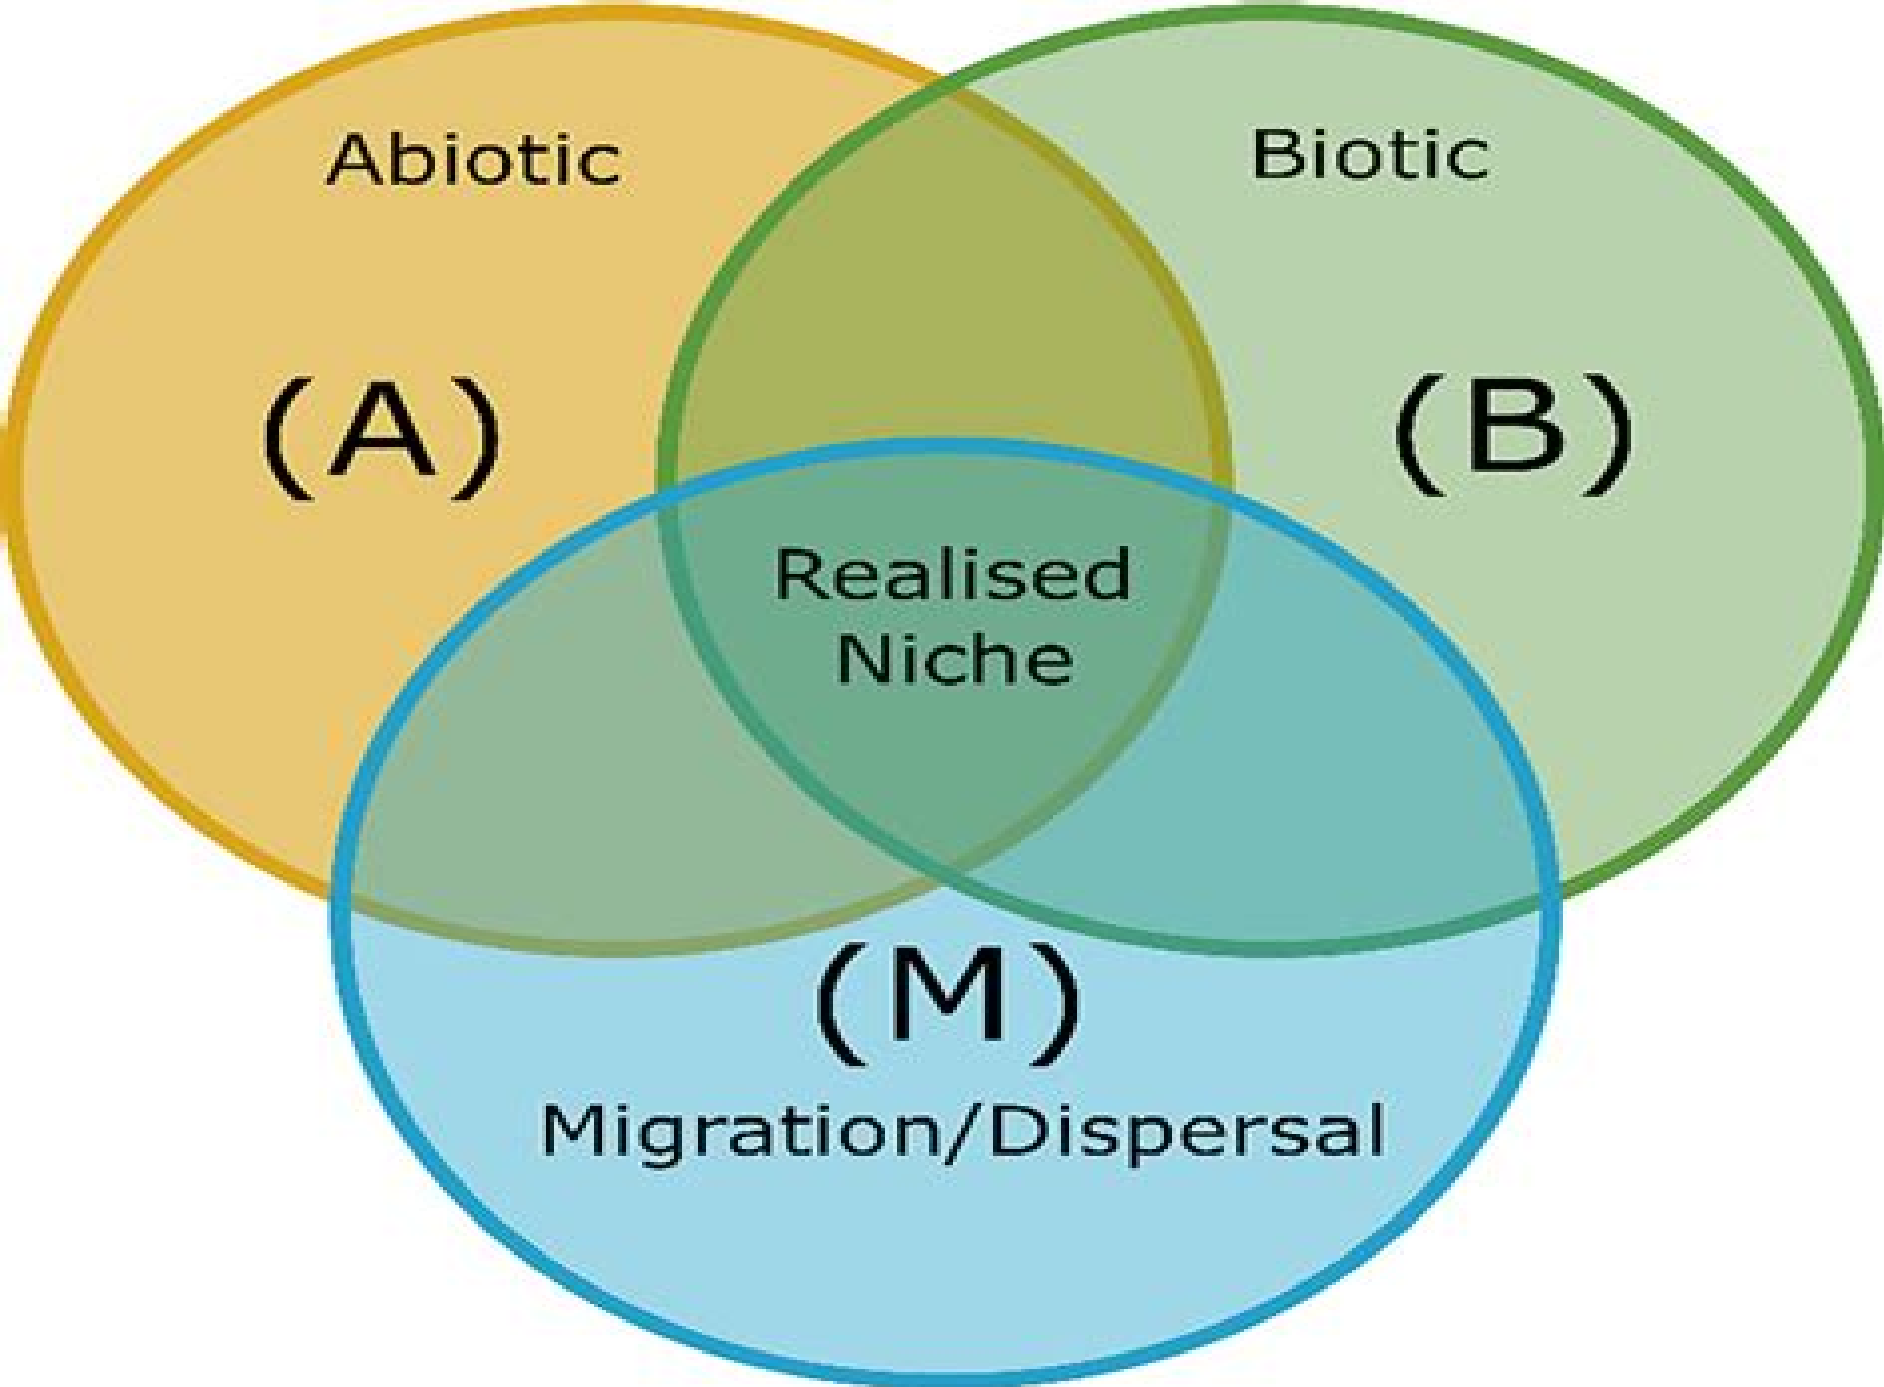 Abiotic
Biotic
(A)
(B)
Realised
Niche
(M)
Migration/Dispersal